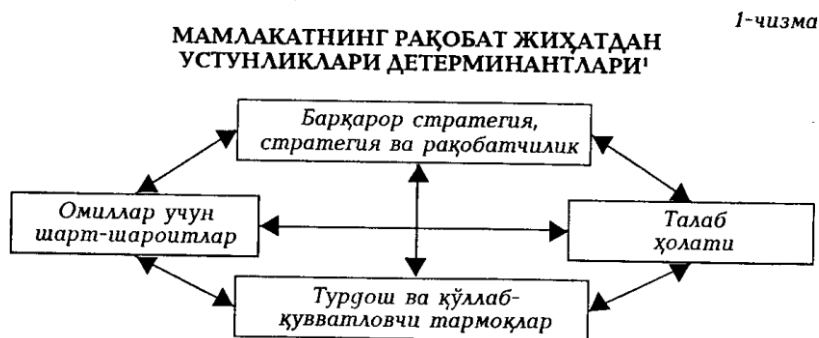 1-чизма
МАМЛАКАТНИНГ РАҚОБАТ ЖИҲАТДАН
УСТУНЛИКЛАРИ ДЕТЕРМИНАНТЛАРИ¹
Барқарор стратегия,
стратегия ва рақобатчилик
Омиллар учун
шарт-шароитлар
Талаб
ҳолати
Турдош ва қўллаб-
қувватловчи тармоқлар